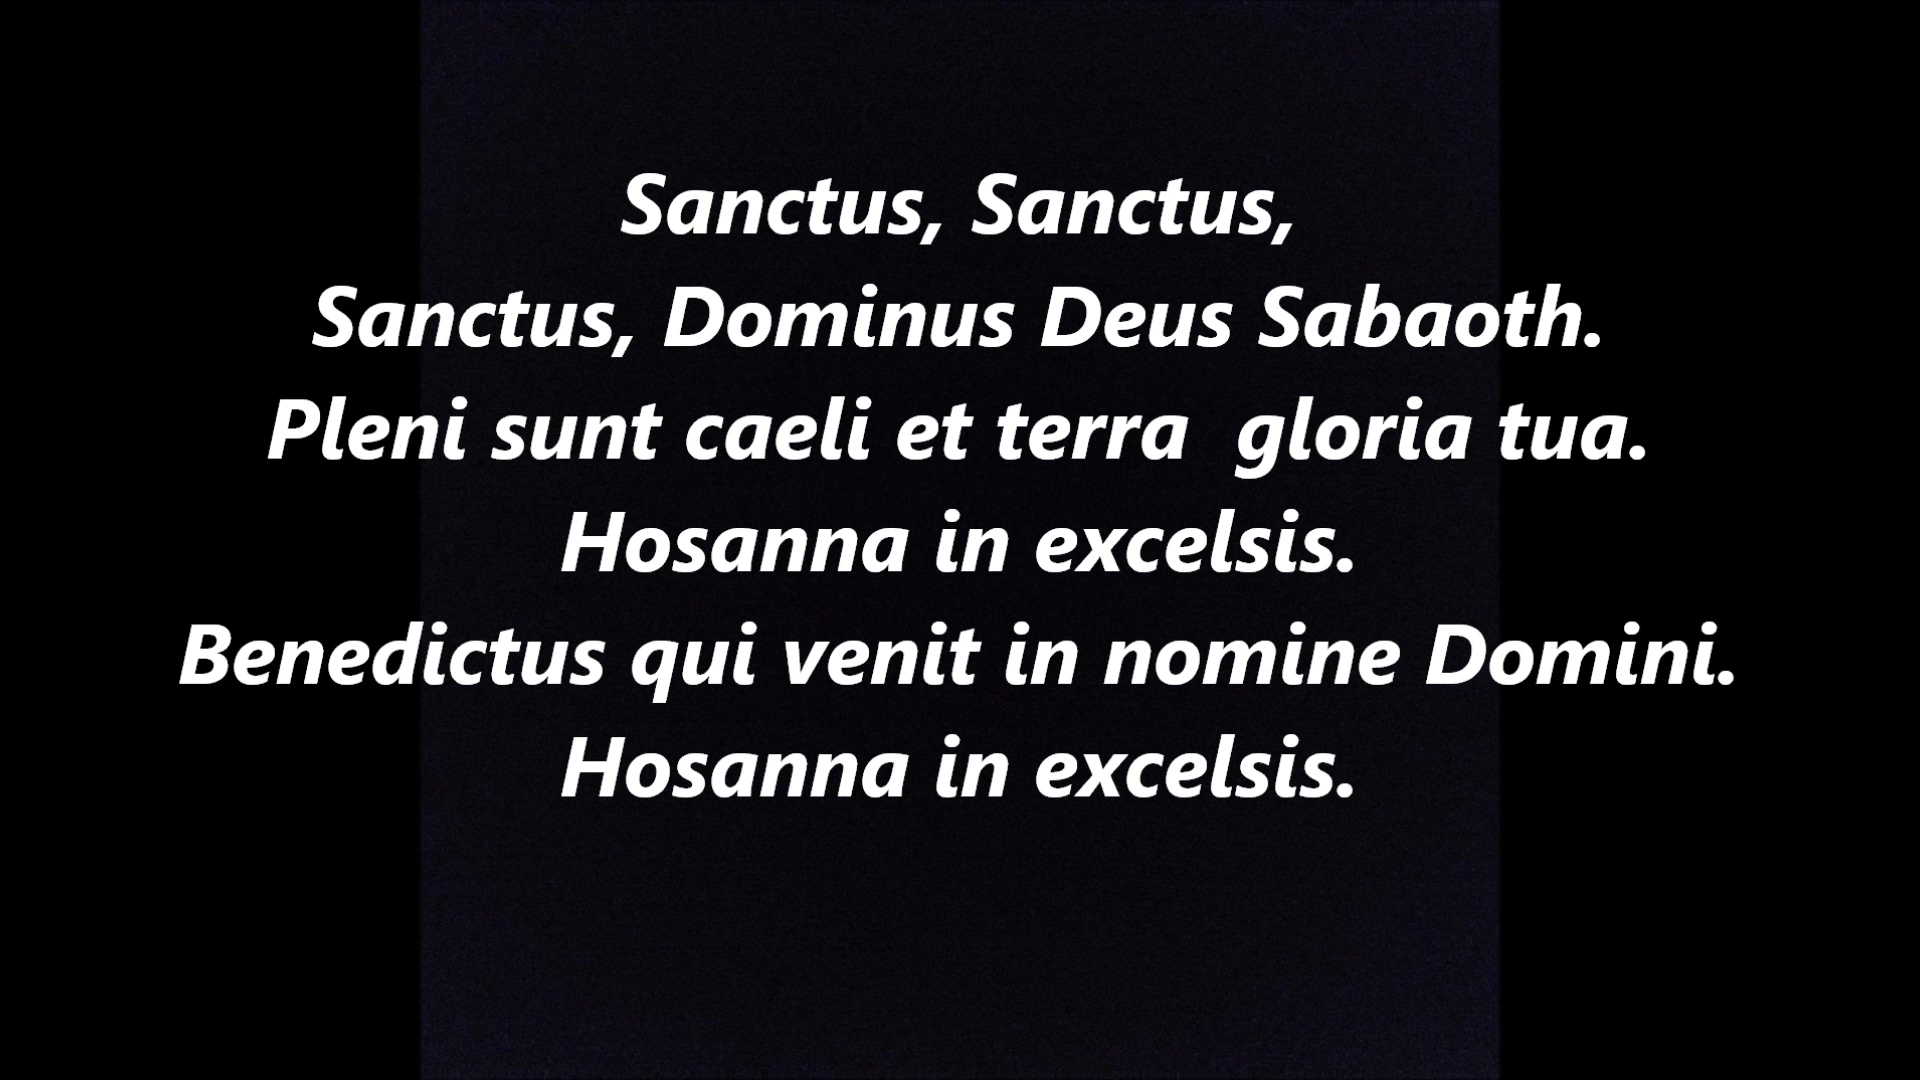 Sanctus, Sanctus,
Sanctus, Dominus Deus Sabaoth.
Pleni sunt caeli et terra  gloria tua.
Hosanna in excelsis.
Benedictus qui venit in nomine Domini.
Hosanna in excelsis.